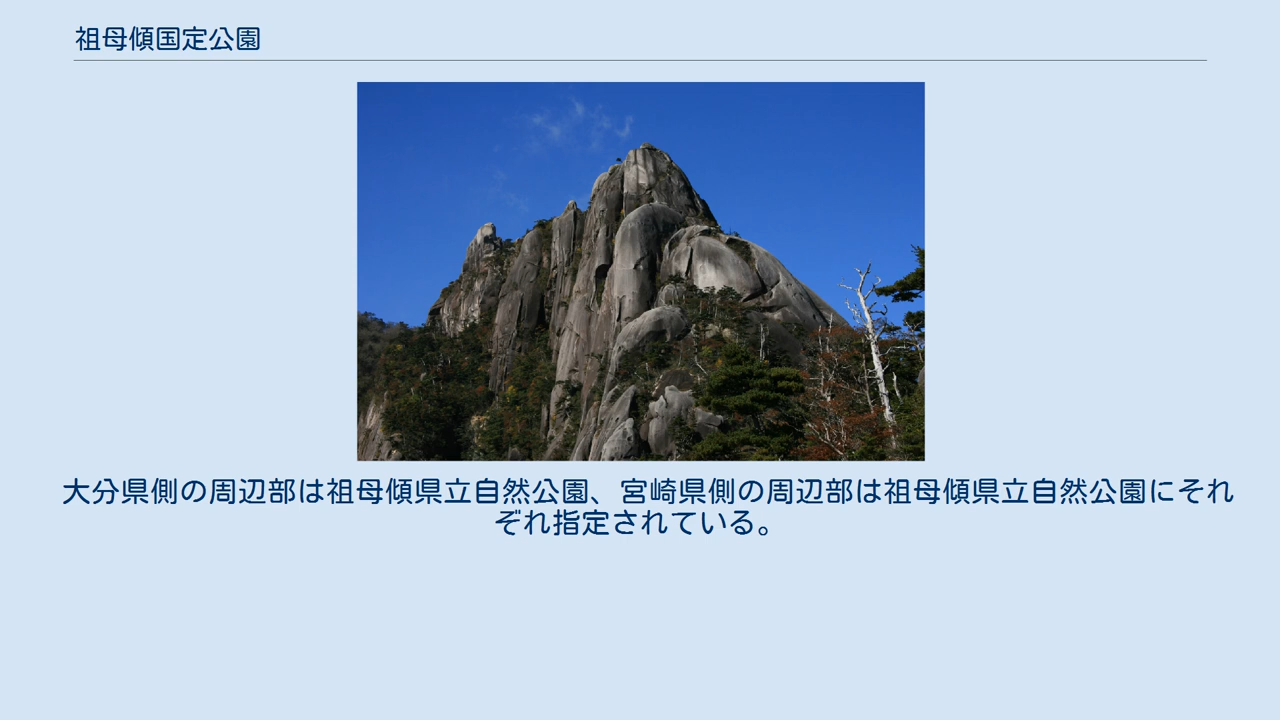 祖母傾国定公園
大分県側の周辺部は祖母傾県立自然公園、宮崎県側の周辺部は祖母傾県立自然公園にそれ
ぞれ指定されている。